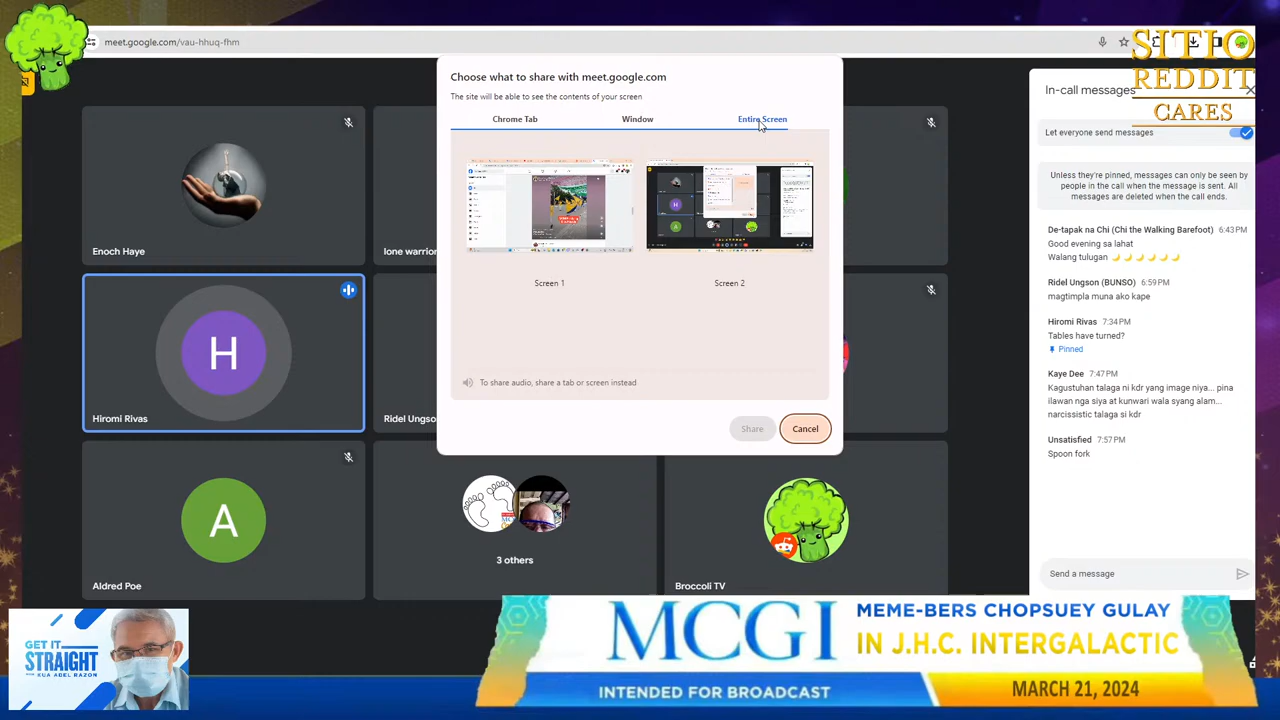 meet.google.com/vau-hhuq-fhm
SITIO
REDDIT
CARES
Choose what to share with meet.google.com
The site will be able to see the contents of your screen
Chrome Tab
Window
Entire Screen
Screen 1
Screen 2
To share audio, share a tab or screen instead
Share
Cancel
Enoch Haye
lone warrior
H
Hiromi Rivas
Ridel Ungso
A
Aldred Poe
3 others
Broccoli TV
In-call messages
Let everyone send messages
Unless they're pinned, messages can only be seen by
people in the call when the message is sent. All
messages are deleted when the call ends.
De-tapak na Chi (Chi the Walking Barefoot) 6:43 PM
Good evening sa lahat
Walang tulugan
Ridel Ungson (BUNSO) 6:59 PM
magtimpla muna ako kape
Hiromi Rivas 7:34 PM
Tables have turned?
Pinned
Kaye Dee 7:47 PM
Kagustuhan talaga ni kdr yang image niya... pina
ilawan nga siya at kunwari wala syang alam...
narcissistic talaga si kdr
Unsatisfied 7:57 PM
Spoon fork
Send a message
GET IT
STRAIGHT
WITH KUYA ADEL RAZON
MCGI
MEME-BERS CHOPSUEY GULAY
IN J.H.C. INTERGALACTIC
INTENDED FOR BROADCAST
MARCH 21, 2024